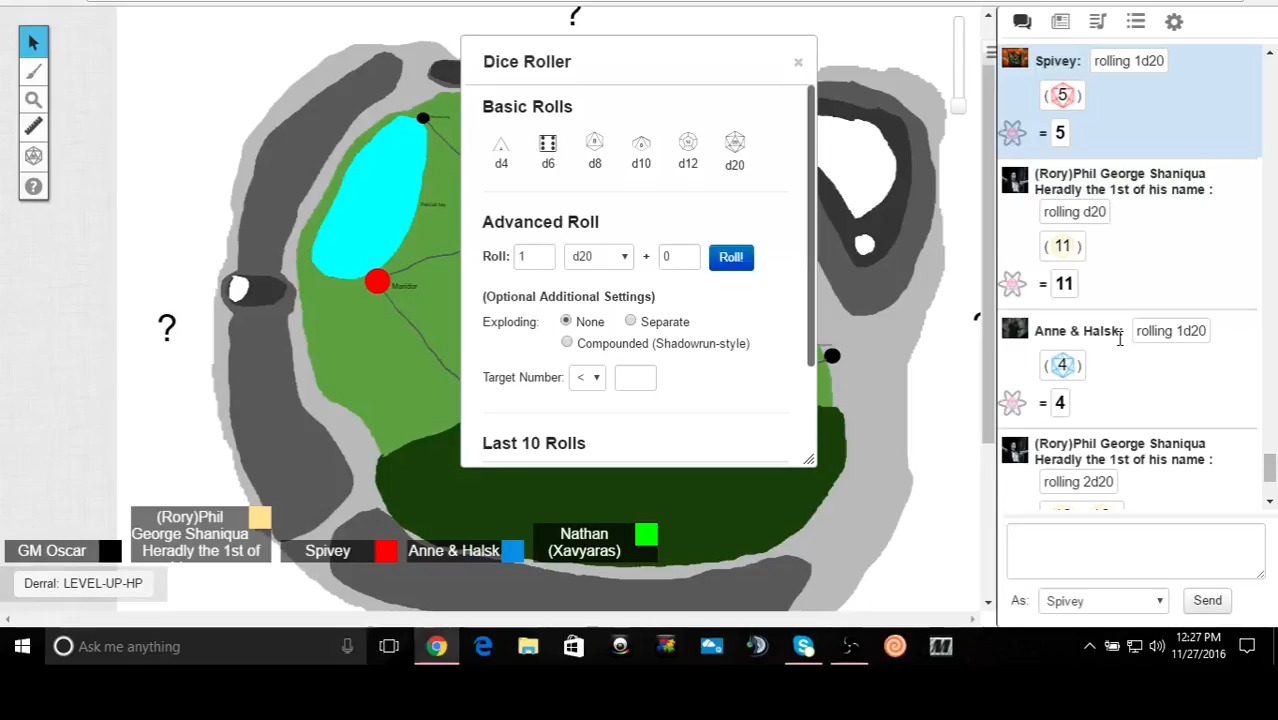 ?
Dice Roller
×
Basic Rolls
d4
d6
d8
d10
d12
d20
Advanced Roll
Roll:
1
d20
+
0
Roll!
(Optional Additional Settings)
Exploding:
None
Separate
Compounded (Shadowrun-style)
Target Number:
<
Last 10 Rolls
?
Maridor
GM Oscar
(Rory)Phil
George Shaniqua
Heradly the 1st of
Spivey
Anne & Halsk
Nathan
(Xavyaras)
Derral: LEVEL-UP-HP
Spivey:
rolling 1d20
(5)
= 5
(Rory)Phil George Shaniqua
Heradly the 1st of his name :
rolling d20
(11)
= 11
Anne & Halsk:
rolling 1d20
(4)
= 4
(Rory)Phil George Shaniqua
Heradly the 1st of his name :
rolling 2d20
As:
Spivey
Send
Ask me anything
12:27 PM
11/27/2016